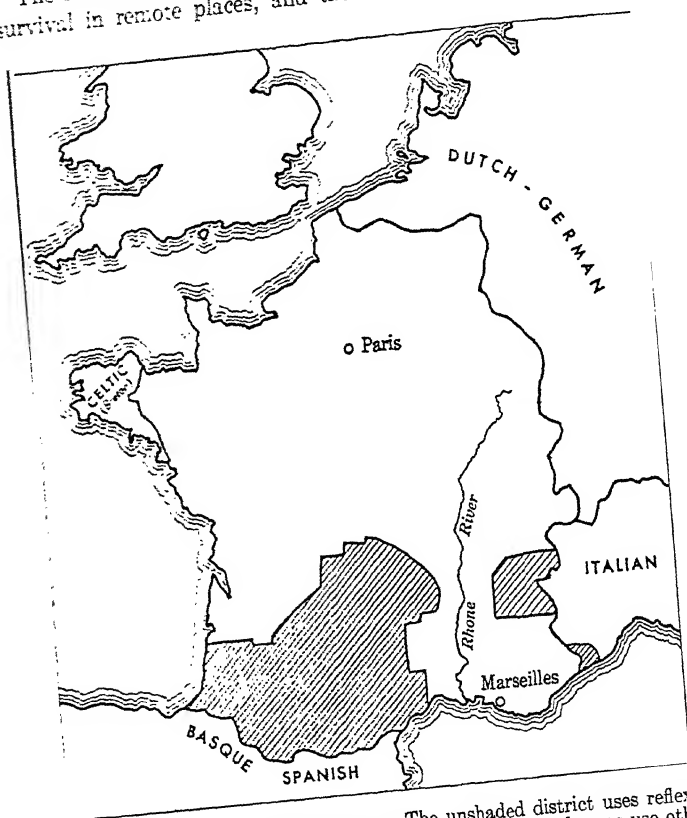 The
survival in remote places, and
DUTCH - GERMAN
Paris
CELTIC
River
ITALIAN
Rhone
Marseilles
BASQUE
SPANISH
The unshaded district uses reflex